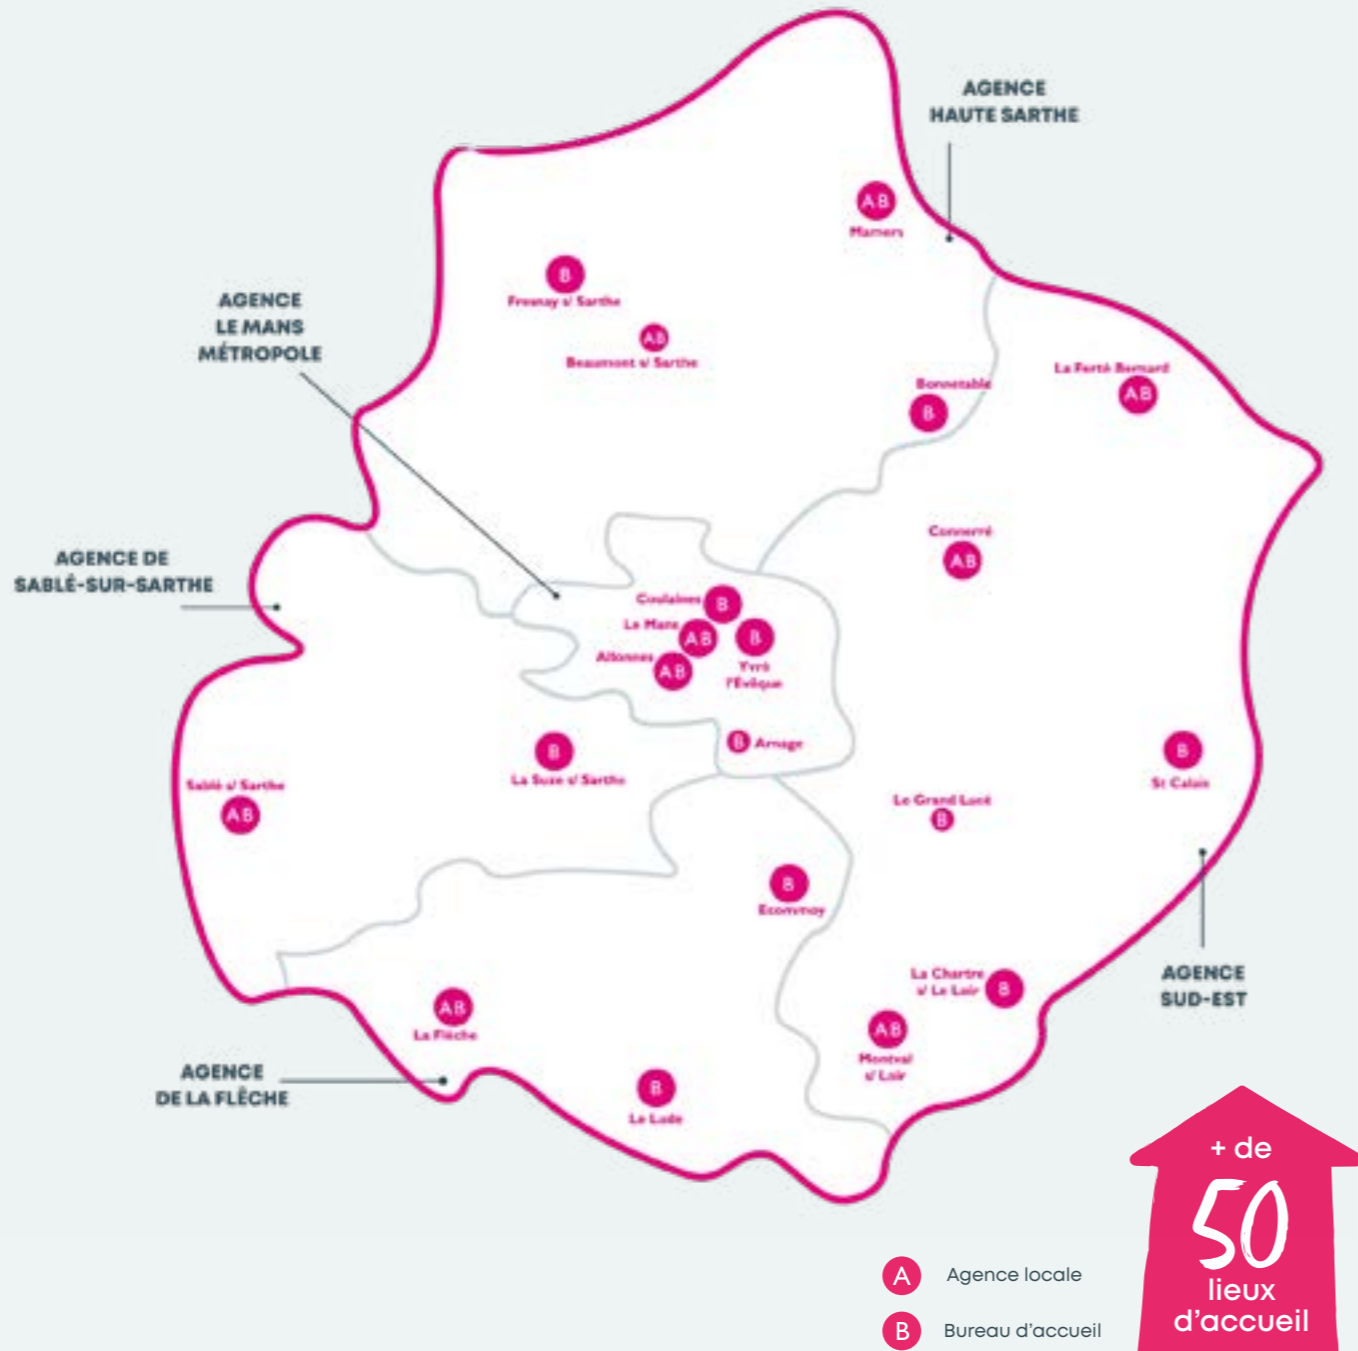 AGENCE
HAUTE SARTHE
AB
Mamers
B
Fresnay s/ Sarthe
AB
Beaumont s/ Sarthe
AGENCE
LE MANS
MÉTROPOLE
Bonnetable
B
La Ferté Bernard
AB
Connerré
AB
AGENCE DE
SABLÉ-SUR-SARTHE
Coulaines
B
Le Mans
AB
B
Yvré
l'Evêque
Allonnes
AB
B
Arnage
B
La Suze s/ Sarthe
B
St Calais
Sablé s/ Sarthe
AB
Le Grand Lucé
B
B
Ecommoy
La Chartre
s/ Le Loir
B
AGENCE
SUD-EST
AB
La Flèche
AB
Montval
s/ Loir
AGENCE
DE LA FLÈCHE
B
Le Lude
+ de
50
lieux
d'accueil
A Agence locale
B Bureau d'accueil